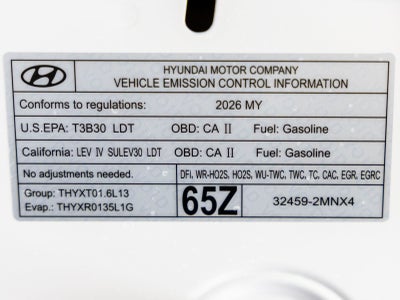 HYUNDAI MOTOR COMPANY
VEHICLE EMISSION CONTROL INFORMATION
Conforms to regulations: 2026 MY
U.S.EPA: T3B30 LDT OBD: CA II Fuel: Gasoline
California: LEV IV SULEV30 LDT OBD: CA II Fuel: Gasoline
No adjustments needed. DFI, WR-HO2S, HO2S, WU-TWC, TWC, TC, CAC, EGR, EGRC
Group: THYXT01.6L13
Evap.: THYXR0135L1G
65Z
32459-2MNX4